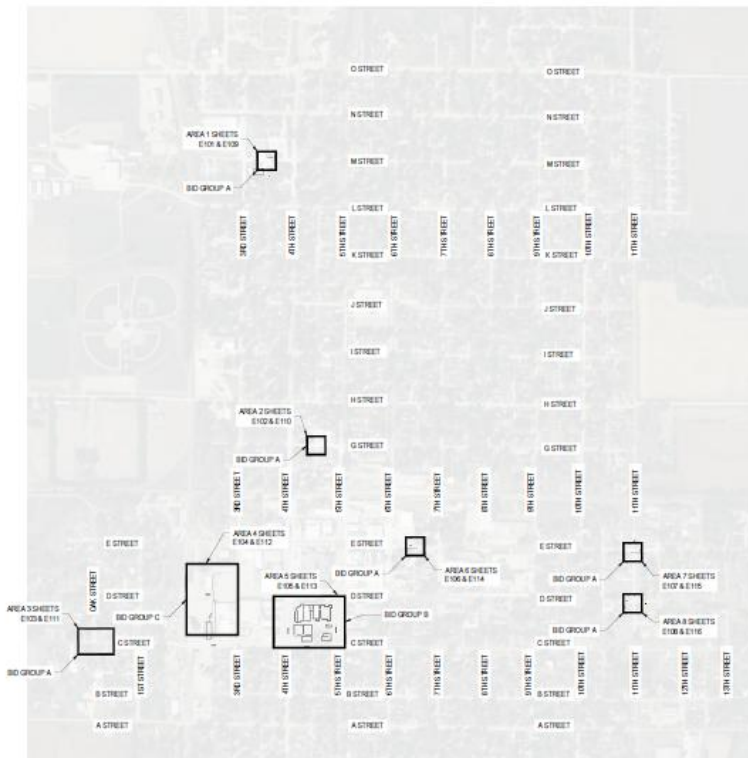 O STREET
O STREET
N STREET
N STREET
AREA 1 SHEETS
E101 & E109
M STREET
M STREET
BID GROUP A
L STREET
L STREET
3RD STREET
4TH STREET
5TH STREET
6TH STREET
7TH STREET
8TH STREET
9TH STREET
10TH STREET
11TH STREET
K STREET
K STREET
J STREET
J STREET
I STREET
I STREET
H STREET
H STREET
AREA 2 SHEETS
E102 & E110
BID GROUP A
G STREET
G STREET
3RD STREET
4TH STREET
5TH STREET
6TH STREET
7TH STREET
8TH STREET
9TH STREET
10TH STREET
11TH STREET
E STREET
AREA 4 SHEETS
E104 & E112
E STREET
E STREET
BID GROUP A
AREA 6 SHEETS
E106 & E114
BID GROUP A
AREA 7 SHEETS
E107 & E115
OAK STREET
D STREET
AREA 5 SHEETS
E105 & E113
D STREET
D STREET
AREA 3 SHEETS
E103 & E111
BID GROUP C
BID GROUP B
BID GROUP A
AREA 8 SHEETS
E108 & E116
C STREET
C STREET
C STREET
BID GROUP A
1ST STREET
3RD STREET
4TH STREET
5TH STREET
6TH STREET
7TH STREET
8TH STREET
9TH STREET
10TH STREET
11TH STREET
12TH STREET
13TH STREET
B STREET
B STREET
B STREET
A STREET
A STREET
A STREET